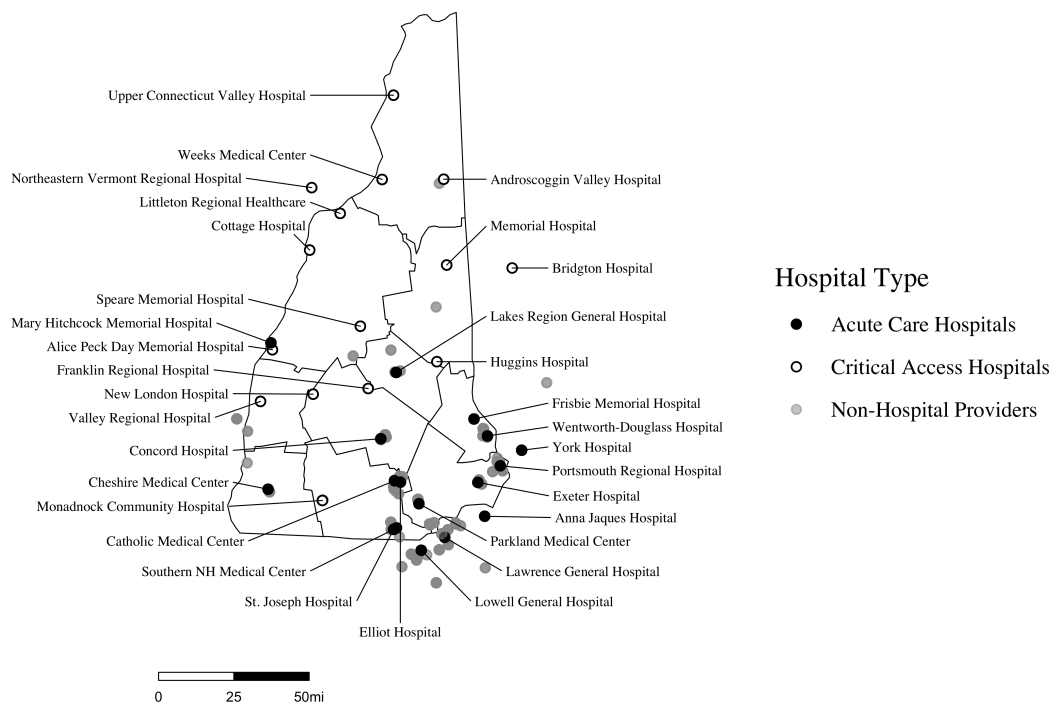 Upper Connecticut Valley Hospital
Weeks Medical Center
Northeastern Vermont Regional Hospital
Androscoggin Valley Hospital
Littleton Regional Healthcare
Cottage Hospital
Memorial Hospital
Bridgton Hospital
Hospital Type
Speare Memorial Hospital
Lakes Region General Hospital
Mary Hitchcock Memorial Hospital
Acute Care Hospitals
Alice Peck Day Memorial Hospital
Huggins Hospital
Critical Access Hospitals
Franklin Regional Hospital
New London Hospital
Frisbie Memorial Hospital
Non-Hospital Providers
Valley Regional Hospital
Wentworth-Douglass Hospital
Concord Hospital
York Hospital
Portsmouth Regional Hospital
Cheshire Medical Center
Exeter Hospital
Monadnock Community Hospital
Anna Jaques Hospital
Catholic Medical Center
Parkland Medical Center
Southern NH Medical Center
Lawrence General Hospital
St. Joseph Hospital
Lowell General Hospital
Elliot Hospital
0 25 50mi